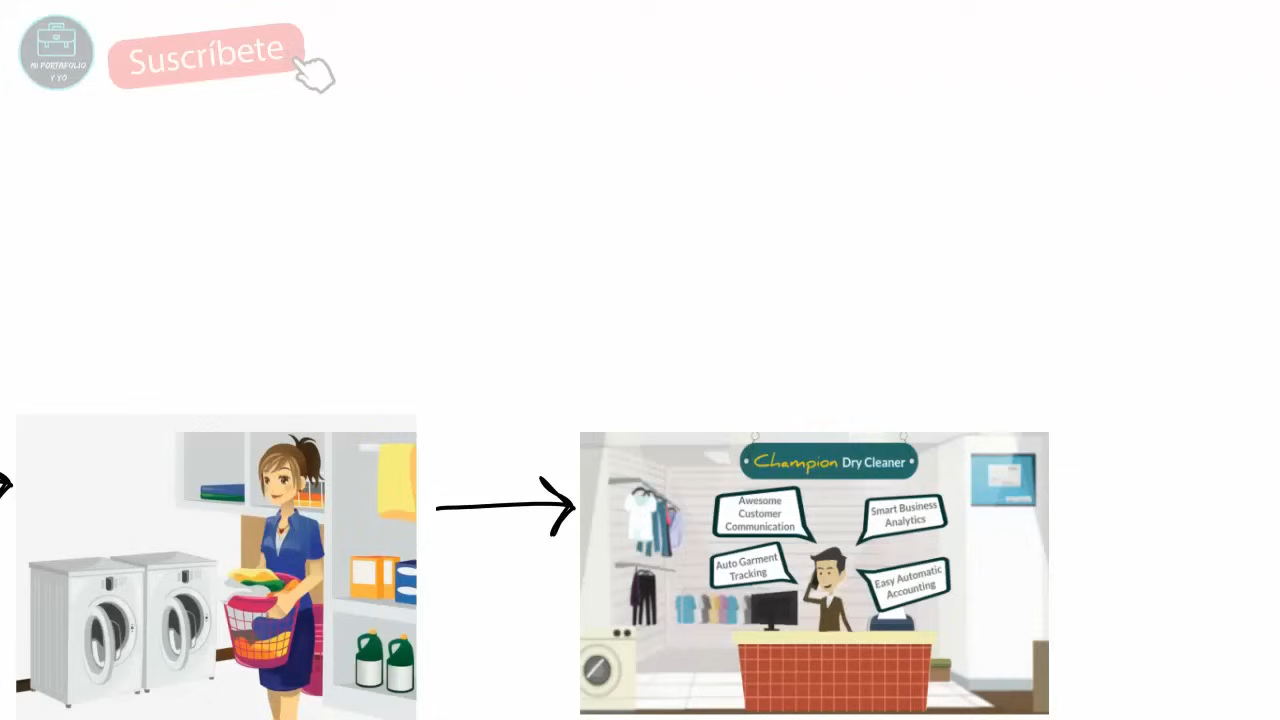 MI PORTAFOLIO
Y YO
Suscríbete
Champion Dry Cleaner
Awesome
Customer
Communication
Smart Business
Analytics
Auto Garment
Tracking
Easy Automatic
Accounting